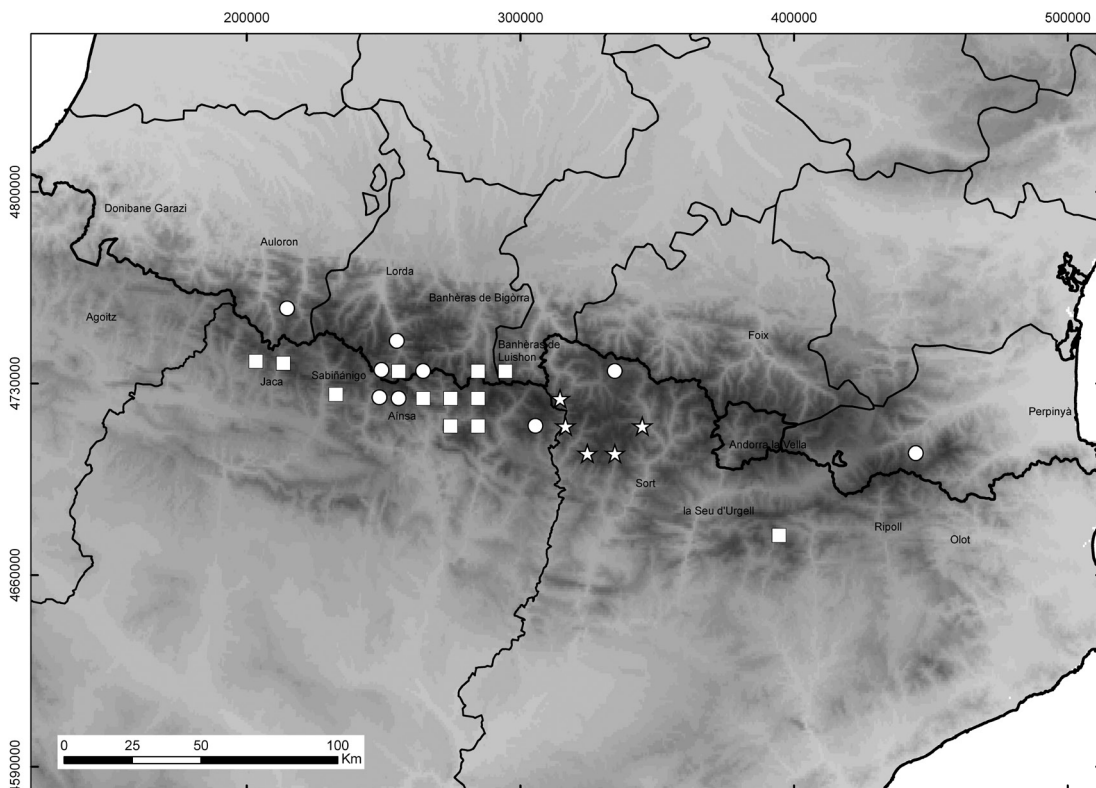 200000 300000 400000 500000
4800000
Donibane Garazi
Auloron
Lorda
Banhèras de Bigòrra
Agoitz
Foix
Banhèras de
Luishon
4730000
Sabiñánigo
Jaca
Aínsa
Perpinyà
Andorra la Vella
Sort
la Seu d'Urgell
Ripoll
Olot
4660000
0 25 50 100
Km
590000